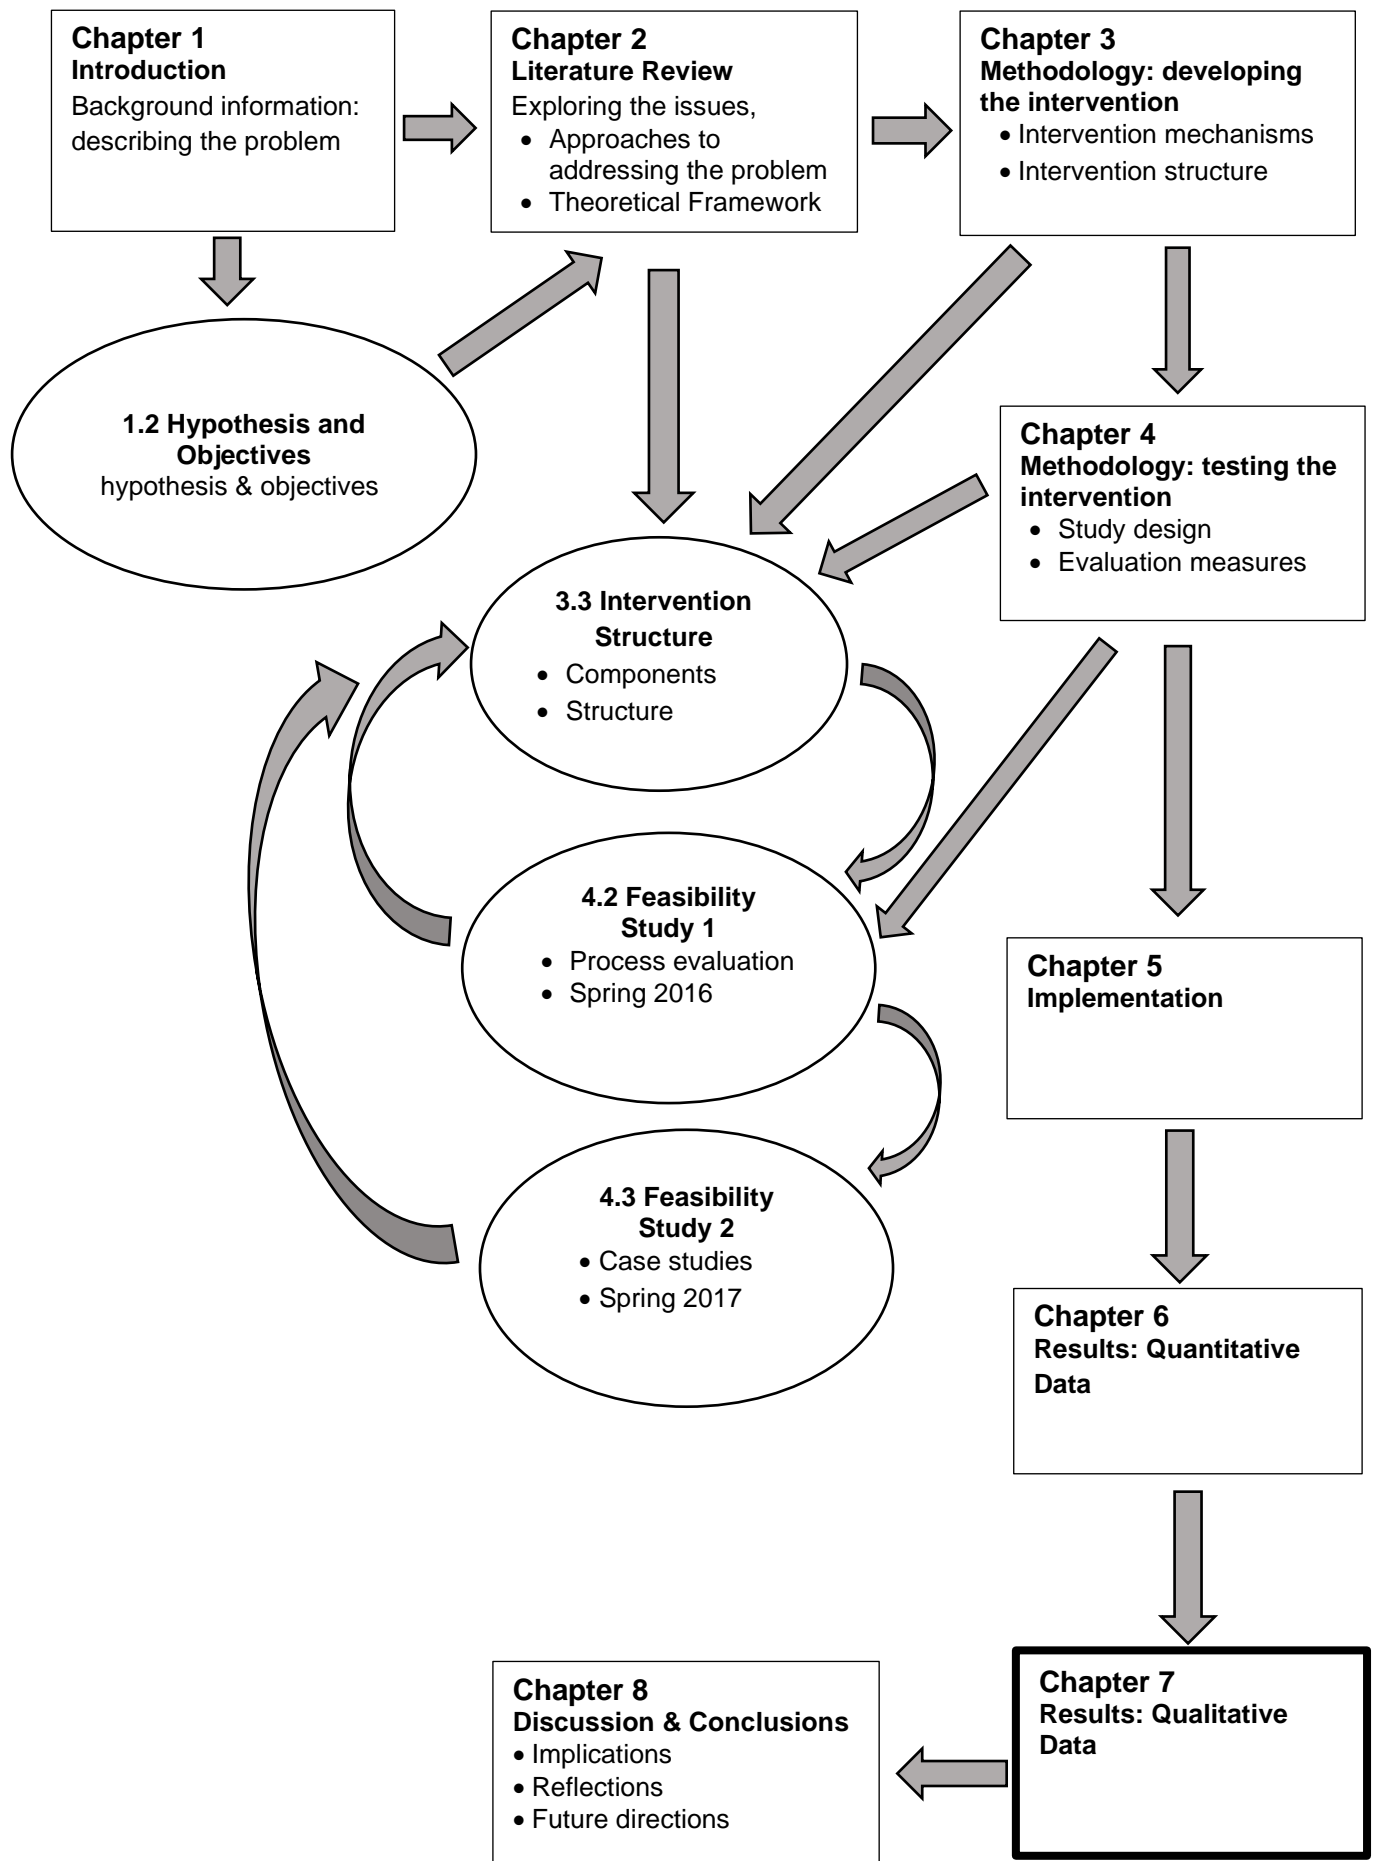 Chapter 1
Introduction
Background information:
describing the problem
Chapter 2
Literature Review
Exploring the issues,
• Approaches to
addressing the problem
• Theoretical Framework
Chapter 3
Methodology: developing
the intervention
• Intervention mechanisms
• Intervention structure
1.2 Hypothesis and
Objectives
hypothesis & objectives
Chapter 4
Methodology: testing the
intervention
• Study design
• Evaluation measures
3.3 Intervention
Structure
• Components
• Structure
4.2 Feasibility
Study 1
• Process evaluation
• Spring 2016
Chapter 5
Implementation
4.3 Feasibility
Study 2
• Case studies
• Spring 2017
Chapter 6
Results: Quantitative
Data
Chapter 7
Results: Qualitative
Data
Chapter 8
Discussion & Conclusions
• Implications
• Reflections
• Future directions